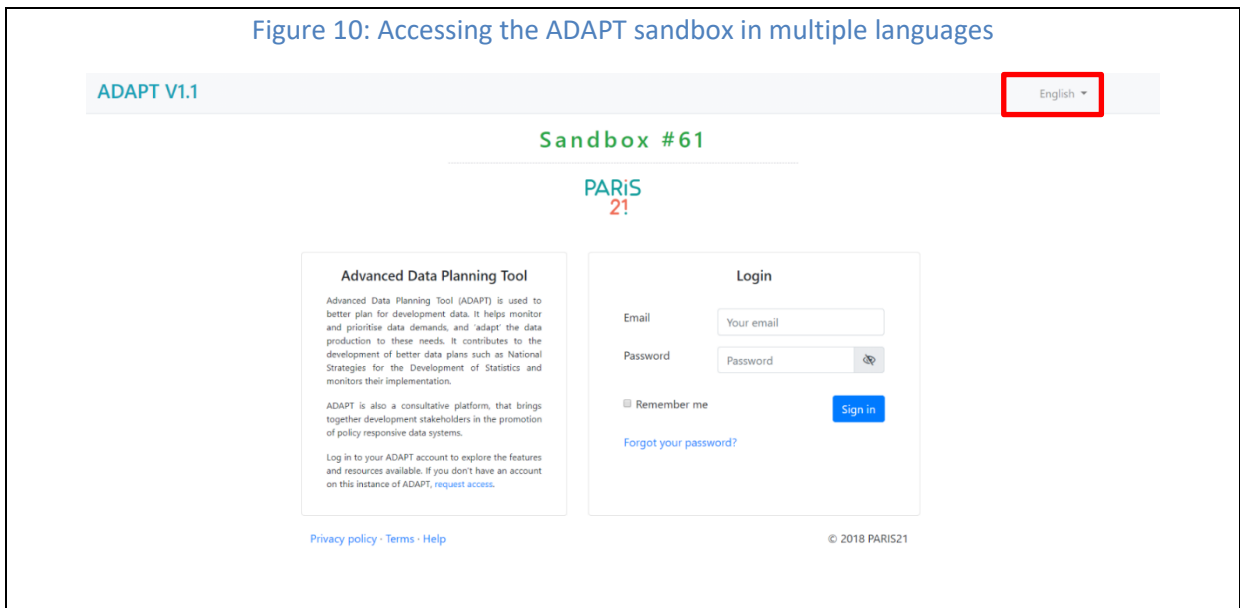 Figure 10: Accessing the ADAPT sandbox in multiple languages
ADAPT V1.1
English
Sandbox #61
PARiS
21
Advanced Data Planning Tool
Advanced Data Planning Tool (ADAPT) is used to
better plan for development data. It helps monitor
and prioritise data demands, and 'adapt' the data
production to these needs. It contributes to the
development of better data plans such as National
Strategies for the Development of Statistics and
monitors their implementation.
ADAPT is also a consultative platform, that brings
together development stakeholders in the promotion
of policy responsive data systems.
Log in to your ADAPT account to explore the features
and resources available. If you don't have an account
on this instance of ADAPT, request access.
Login
Email
Your email
Password
Password
Remember me
Sign in
Forgot your password?
Privacy policy · Terms · Help
© 2018 PARIS21